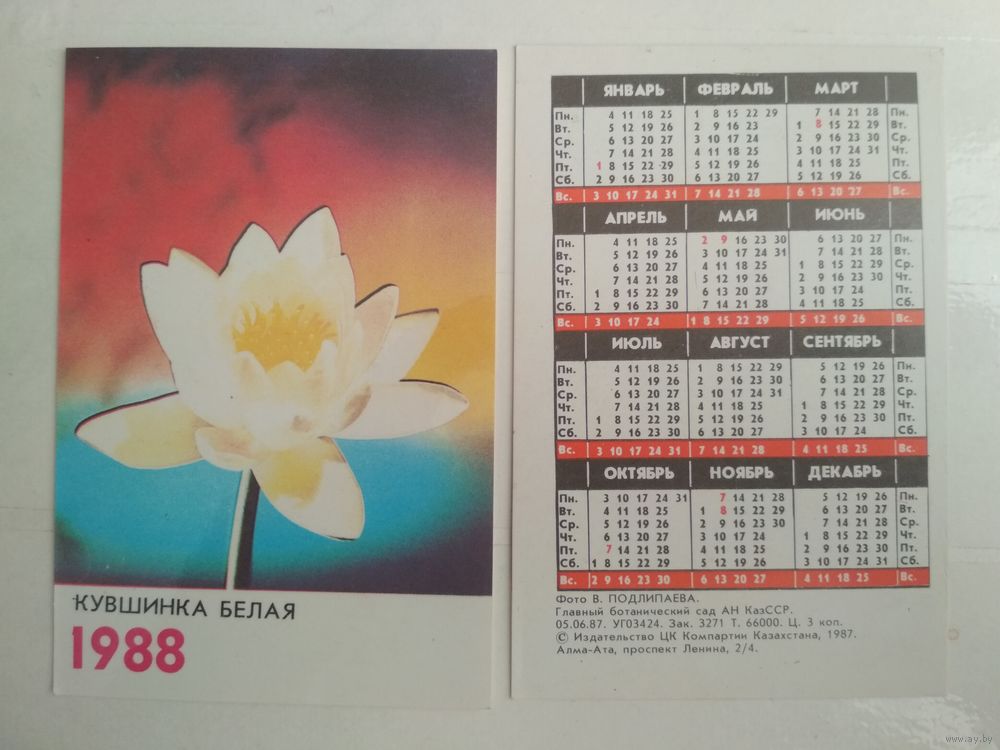 КУВШИНКА БЕЛАЯ
1988
ЯНВАРЬ ФЕВРАЛЬ МАРТ
Пн. 4 11 18 25 1 8 15 22 29 7 14 21 28 Пн.
Вт. 5 12 19 26 2 9 16 23 1 8 15 22 29 Вт.
Ср. 6 13 20 27 3 10 17 24 2 9 16 23 30 Ср.
Чт. 7 14 21 28 4 11 18 25 3 10 17 24 31 Чт.
Пт. 1 8 15 22 29 5 12 19 26 4 11 18 25 Пт.
Сб. 2 9 16 23 30 6 13 20 27 5 12 19 26 Сб.
Вс. 3 10 17 24 31 7 14 21 28 6 13 20 27 Вс.
АПРЕЛЬ МАЙ ИЮНЬ
Пн. 4 11 18 25 2 9 16 23 30 6 13 20 27 Пн.
Вт. 5 12 19 26 3 10 17 24 31 7 14 21 28 Вт.
Ср. 6 13 20 27 4 11 18 25 1 8 15 22 29 Ср.
Чт. 7 14 21 28 5 12 19 26 2 9 16 23 30 Чт.
Пт. 1 8 15 22 29 6 13 20 27 3 10 17 24 Пт.
Сб. 2 9 16 23 30 7 14 21 28 4 11 18 25 Сб.
Вс. 3 10 17 24 1 8 15 22 29 5 12 19 26 Вс.
ИЮЛЬ АВГУСТ СЕНТЯБРЬ
Пн. 4 11 18 25 1 8 15 22 29 5 12 19 26 Пн.
Вт. 5 12 19 26 2 9 16 23 30 6 13 20 27 Вт.
Ср. 6 13 20 27 3 10 17 24 31 7 14 21 28 Ср.
Чт. 7 14 21 28 4 11 18 25 1 8 15 22 29 Чт.
Пт. 1 8 15 22 29 5 12 19 26 2 9 16 23 30 Пт.
Сб. 2 9 16 23 30 6 13 20 27 3 10 17 24 Сб.
Вс. 3 10 17 24 31 7 14 21 28 4 11 18 25 Вс.
ОКТЯБРЬ НОЯБРЬ ДЕКАБРЬ
Пн. 3 10 17 24 31 7 14 21 28 5 12 19 26 Пн.
Вт. 4 11 18 25 1 8 15 22 29 6 13 20 27 Вт.
Ср. 5 12 19 26 2 9 16 23 30 7 14 21 28 Ср.
Чт. 6 13 20 27 3 10 17 24 1 8 15 22 29 Чт.
Пт. 7 14 21 28 4 11 18 25 2 9 16 23 30 Пт.
Сб. 1 8 15 22 29 5 12 19 26 3 10 17 24 31 Сб.
Вс. 2 9 16 23 30 6 13 20 27 4 11 18 25 Вс.
Фото В. ПОДЛИПАЕВА.
Главный ботанический сад АН КазССР.
05.06.87. УГ03424. Зак. 3271 Т. 66000. Ц. 3 коп.
© Издательство ЦК Компартии Казахстана, 1987.
Алма-Ата, проспект Ленина, 2/4.
www.ay.by